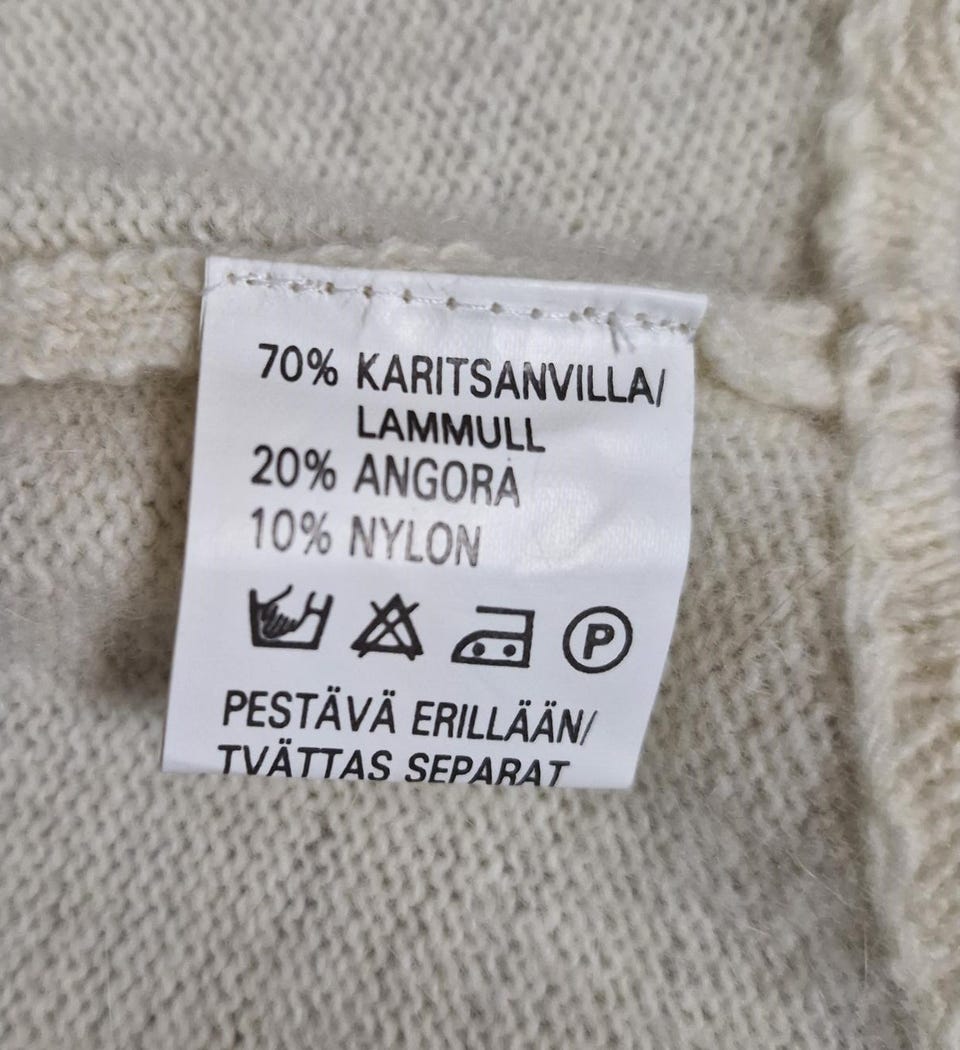 70% KARITSANVILLA/
LAMMULL
20% ANGORA
10% NYLON
P
PESTÄVÄ ERILLÄÄN/
TVÄTTAS SEPARAT